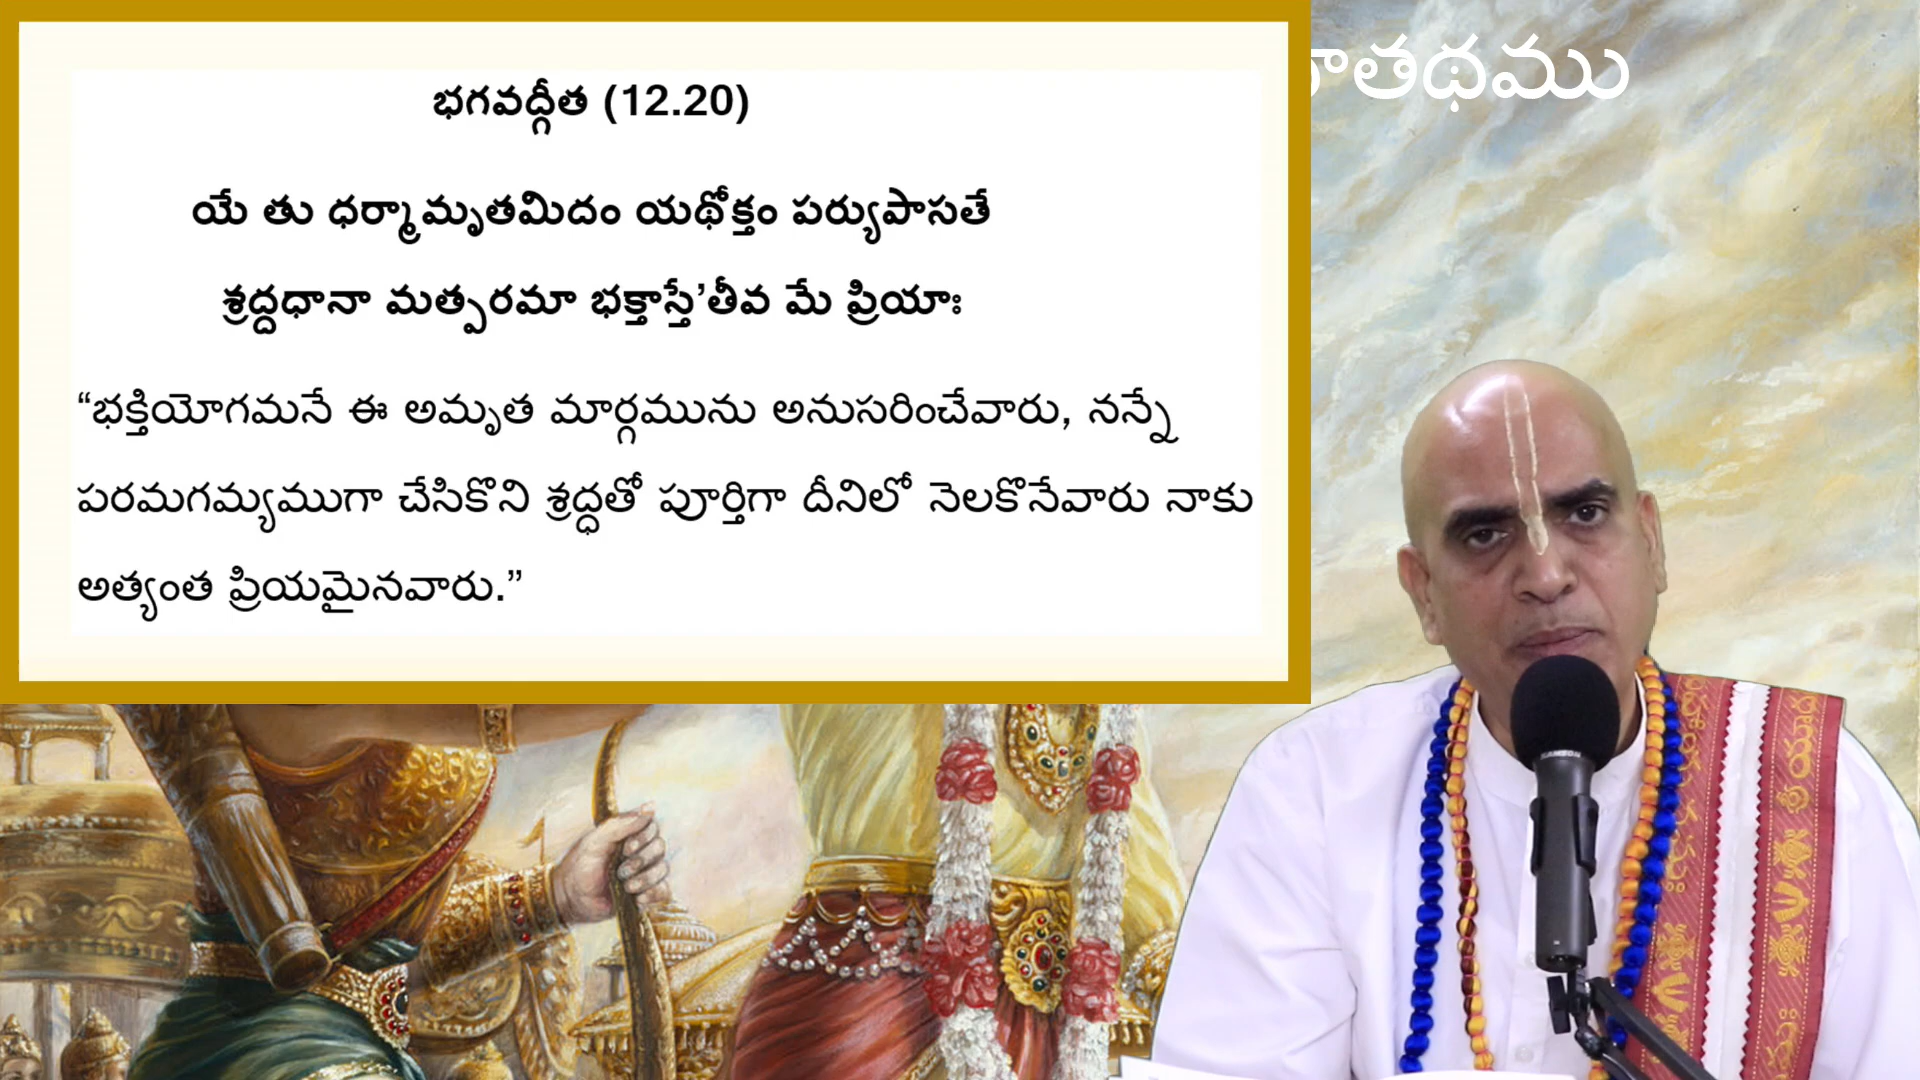 భగవద్గీత (12.20)
యే తు ధర్మామృతమిదం యథోక్తం పర్యుపాసతే
శ్రద్దధానా మత్పరమా భక్తాస్తే’తీవ మే ప్రియాః
“భక్తియోగమనే ఈ అమృత మార్గమును అనుసరించేవారు, నన్నే
పరమగమ్యముగా చేసికొని శ్రద్ధతో పూర్తిగా దీనిలో నెలకొనేవారు నాకు
అత్యంత ప్రియమైనవారు.”
SAMSON